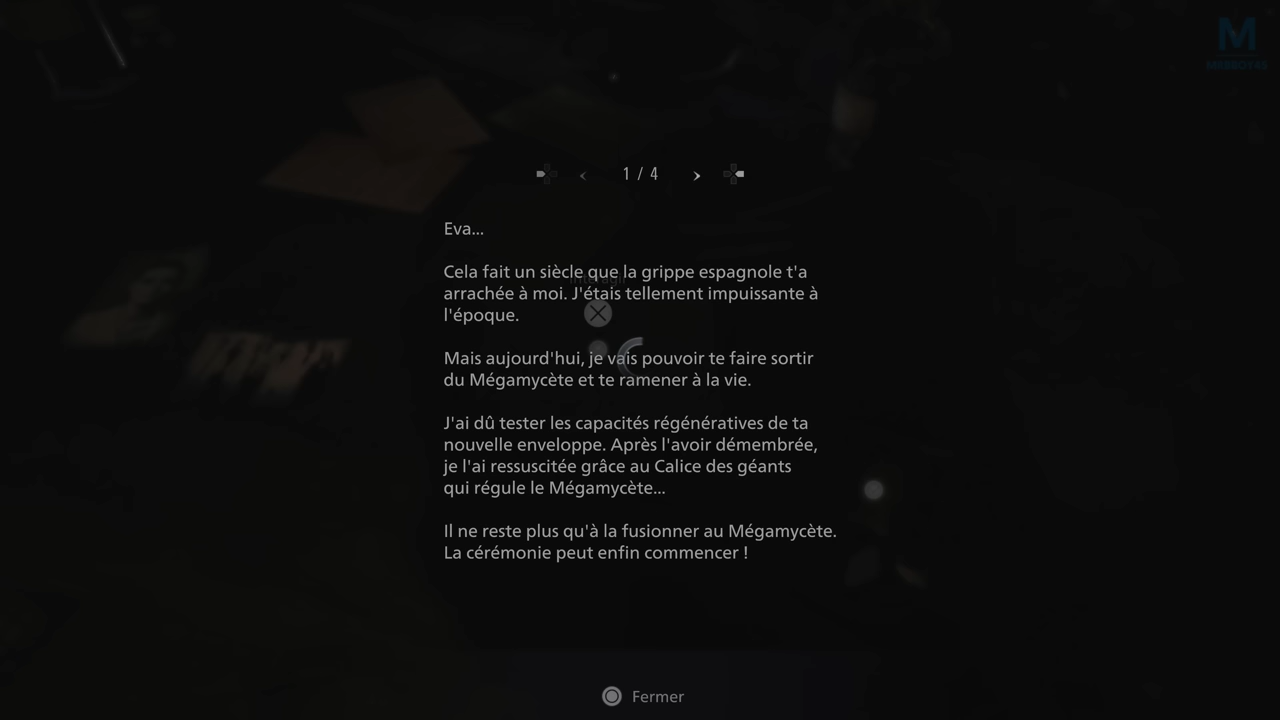 M
1 / 4
Eva...
Cela fait un siècle que la grippe espagnole t'a
arrachée à moi. J'étais tellement impuissante à
l'époque.
Mais aujourd'hui, je vais pouvoir te faire sortir
du Mégamycète et te ramener à la vie.
J'ai dû tester les capacités régénératives de ta
nouvelle enveloppe. Après l'avoir démembrée,
je l'ai ressuscitée grâce au Calice des géants
qui régule le Mégamycète...
Il ne reste plus qu'à la fusionner au Mégamycète.
La cérémonie peut enfin commencer !
Fermer